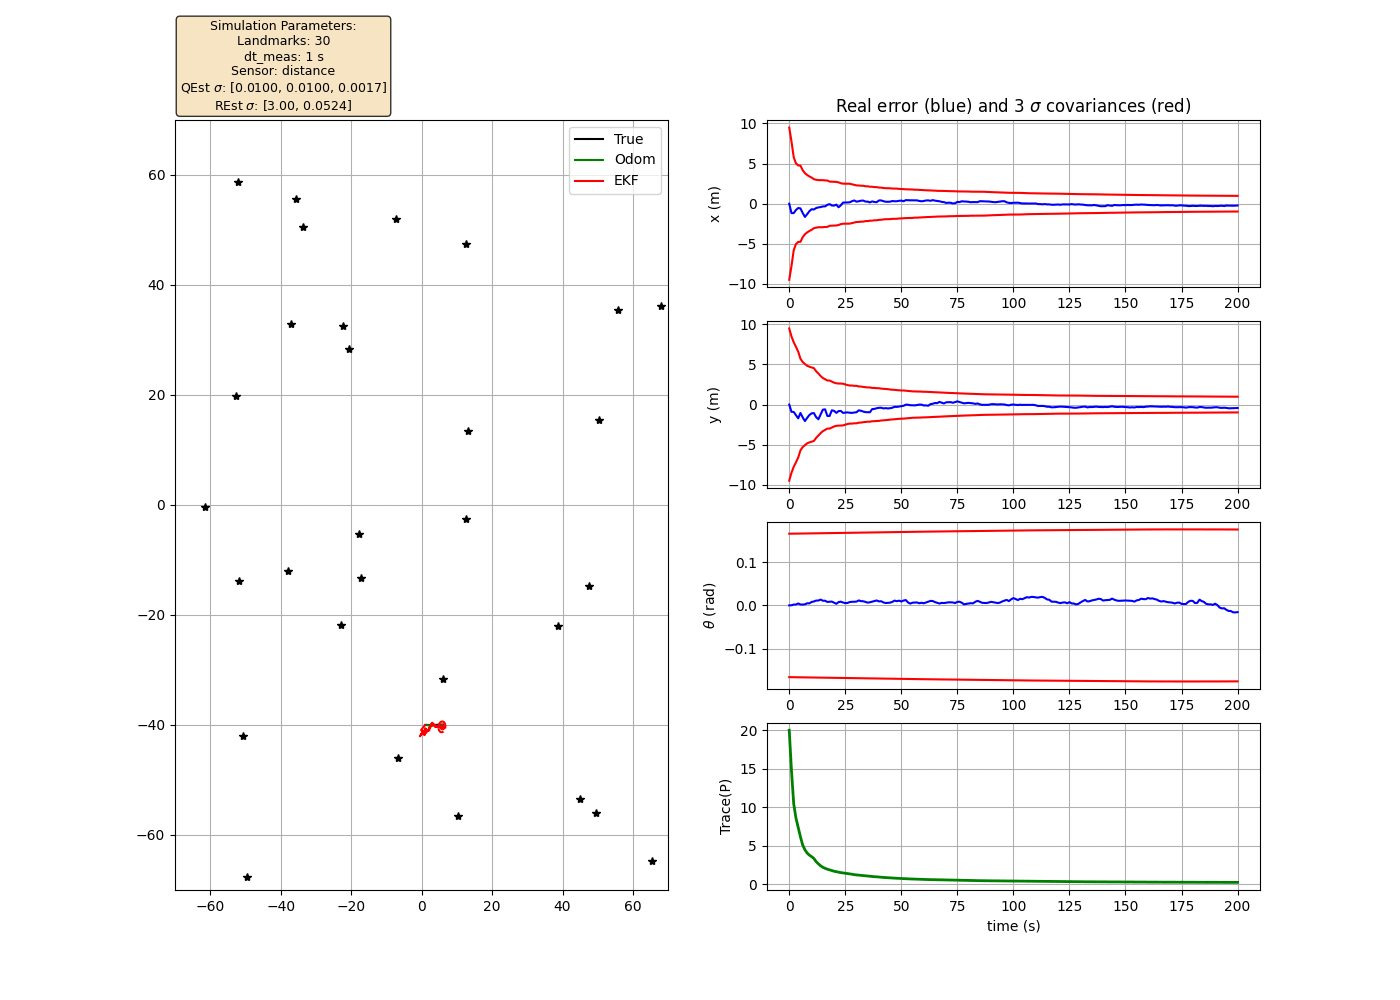 Simulation Parameters:
Landmarks: 30
dt_meas: 1 s
Sensor: distance
QEst σ: [0.0100, 0.0100, 0.0017]
REst σ: [3.00, 0.0524]
True
Odom
EKF
60
40
20
0
−20
−40
−60
−60 −40 −20 0 20 40 60
Real error (blue) and 3 σ covariances (red)
x (m)
10
5
0
−5
−10
0 25 50 75 100 125 150 175 200
y (m)
10
5
0
−5
−10
0 25 50 75 100 125 150 175 200
θ (rad)
0.1
0.0
−0.1
0 25 50 75 100 125 150 175 200
Trace(P)
20
15
10
5
0
0 25 50 75 100 125 150 175 200
time (s)